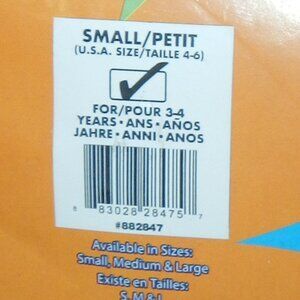 SMALL/PETIT
(U.S.A. SIZE/TAILLE 4-6)
FOR/POUR 3-4
YEARS•ANS•AÑOS
JAHRE•ANNI•ANOS
8 83028 28475 7
#882847
Available in Sizes:
Small, Medium & Large
Existe en Tailles:
S, M & L